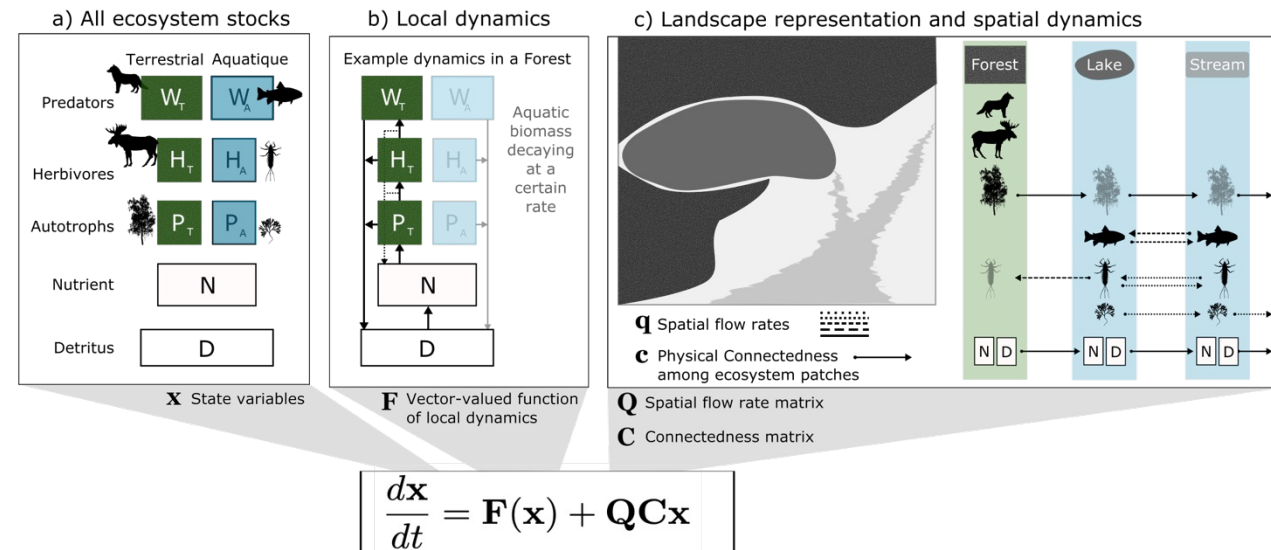 a) All ecosystem stocks
Terrestrial Aquatique
Predators W_T W_A
Herbivores H_T H_A
Autotrophs P_T P_A
Nutrient N
Detritus D
x State variables
b) Local dynamics
Example dynamics in a Forest
W_T W_A
H_T H_A
P_T P_A
N
D
Aquatic
biomass
decaying
at a
certain
rate
F Vector-valued function
of local dynamics
c) Landscape representation and spatial dynamics
Forest Lake Stream
N D N D N D
q Spatial flow rates
c Physical Connectedness
among ecosystem patches
Q Spatial flow rate matrix
C Connectedness matrix
dx/dt = F(x) + QCx